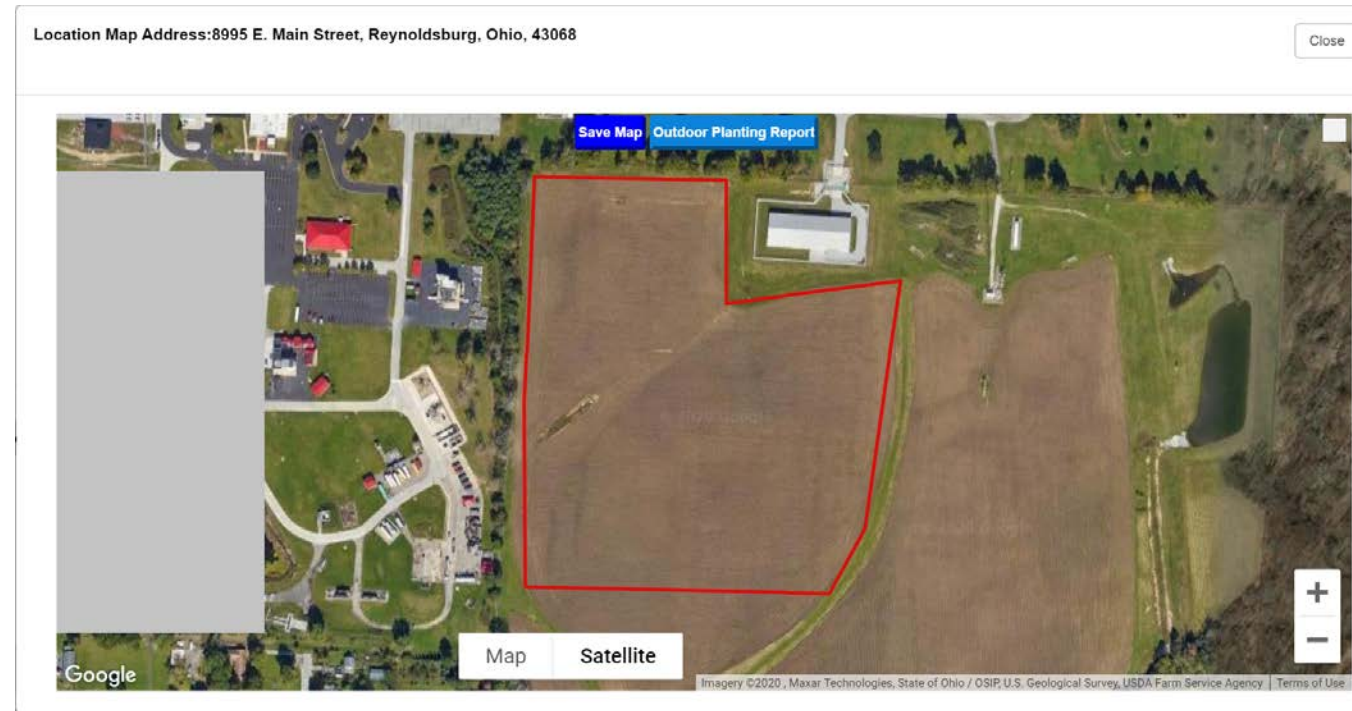 Location Map Address:8995 E. Main Street, Reynoldsburg, Ohio, 43068
Close
Save Map
Outdoor Planting Report
+
−
Map
Satellite
Google
Imagery ©2020 , Maxar Technologies, State of Ohio / OSIP, U.S. Geological Survey, USDA Farm Service Agency
Terms of Use